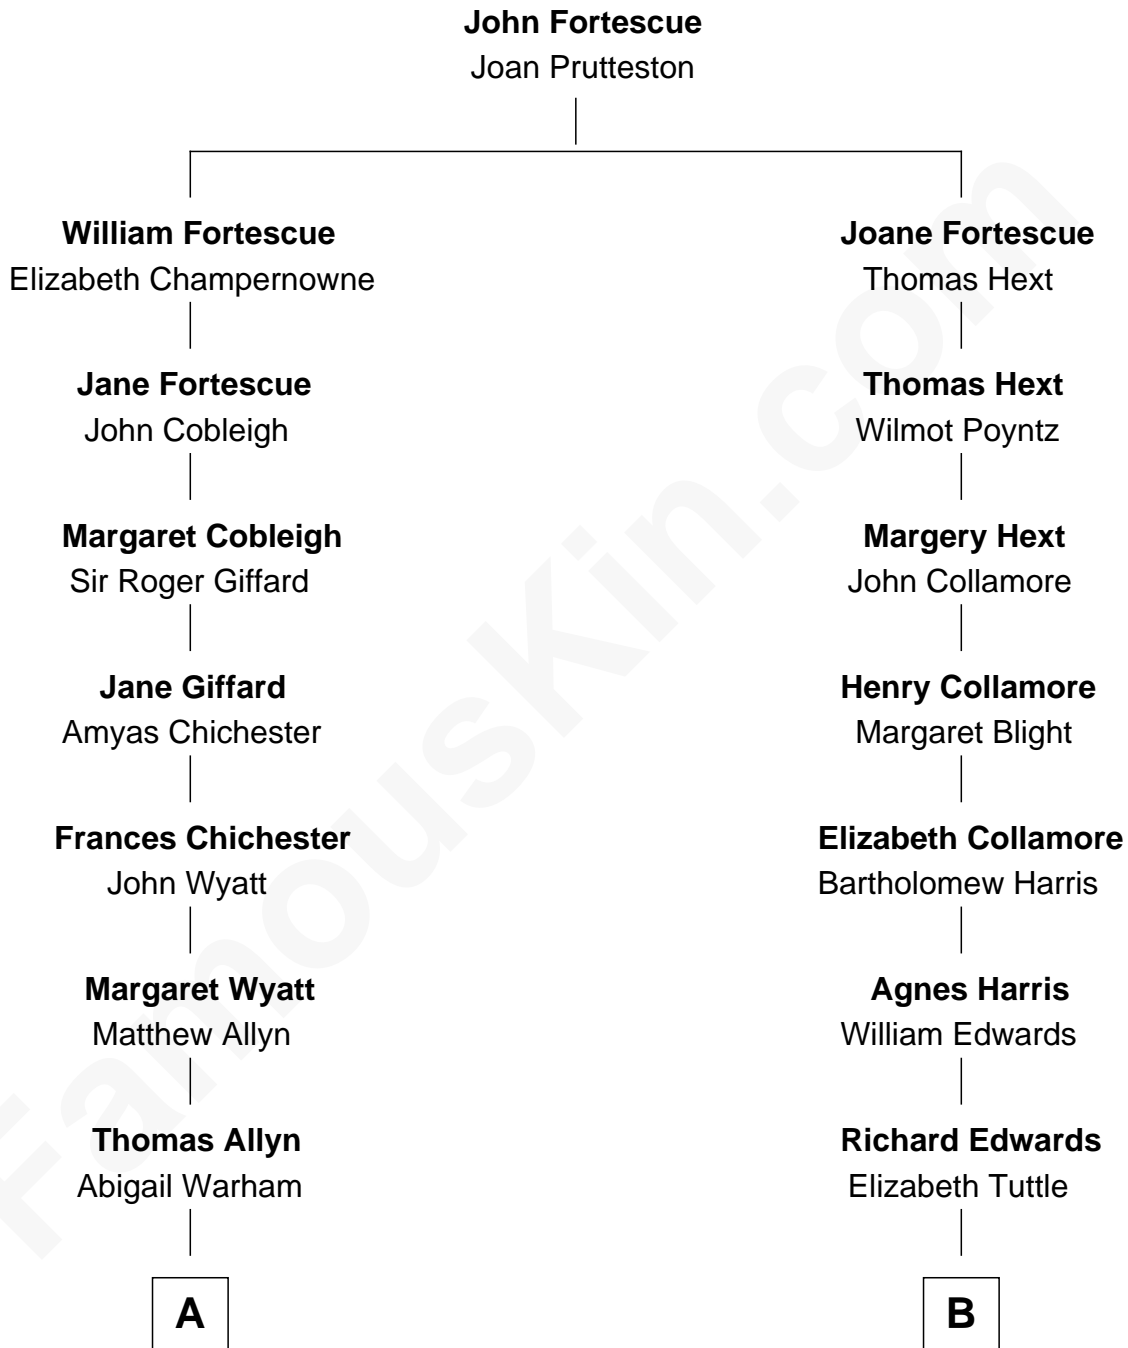 John Fortescue
Joan Prutteston
William Fortescue
Elizabeth Champernowne
Joane Fortescue
Thomas Hext
Jane Fortescue
John Cobleigh
Thomas Hext
Wilmot Poyntz
Margaret Cobleigh
Sir Roger Giffard
Margery Hext
John Collamore
Jane Giffard
Amyas Chichester
Henry Collamore
Margaret Blight
Frances Chichester
John Wyatt
Elizabeth Collamore
Bartholomew Harris
Margaret Wyatt
Matthew Allyn
Agnes Harris
William Edwards
Thomas Allyn
Abigail Warham
Richard Edwards
Elizabeth Tuttle
A
B
FamousKin.com